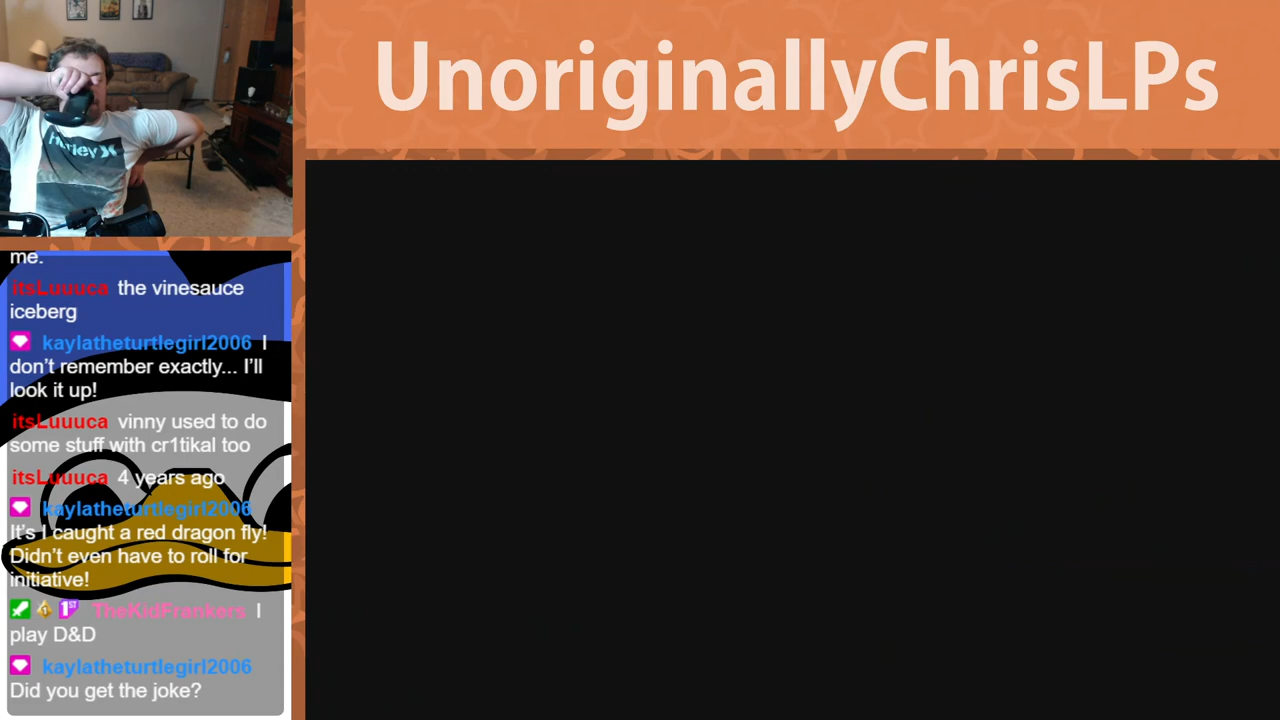 UnoriginallyChrisLPs
Hurley
me.
itsLuuuca the vinesauce
iceberg
kaylatheturtlegirl2006 I
don't remember exactly... I'll
look it up!
itsLuuuca vinny used to do
some stuff with cr1tikal too
itsLuuuca 4 years ago
kaylatheturtlegirl2006
It's I caught a red dragon fly!
Didn't even have to roll for
initiative!
1ST TheKidFrankers I
play D&D
kaylatheturtlegirl2006
Did you get the joke?